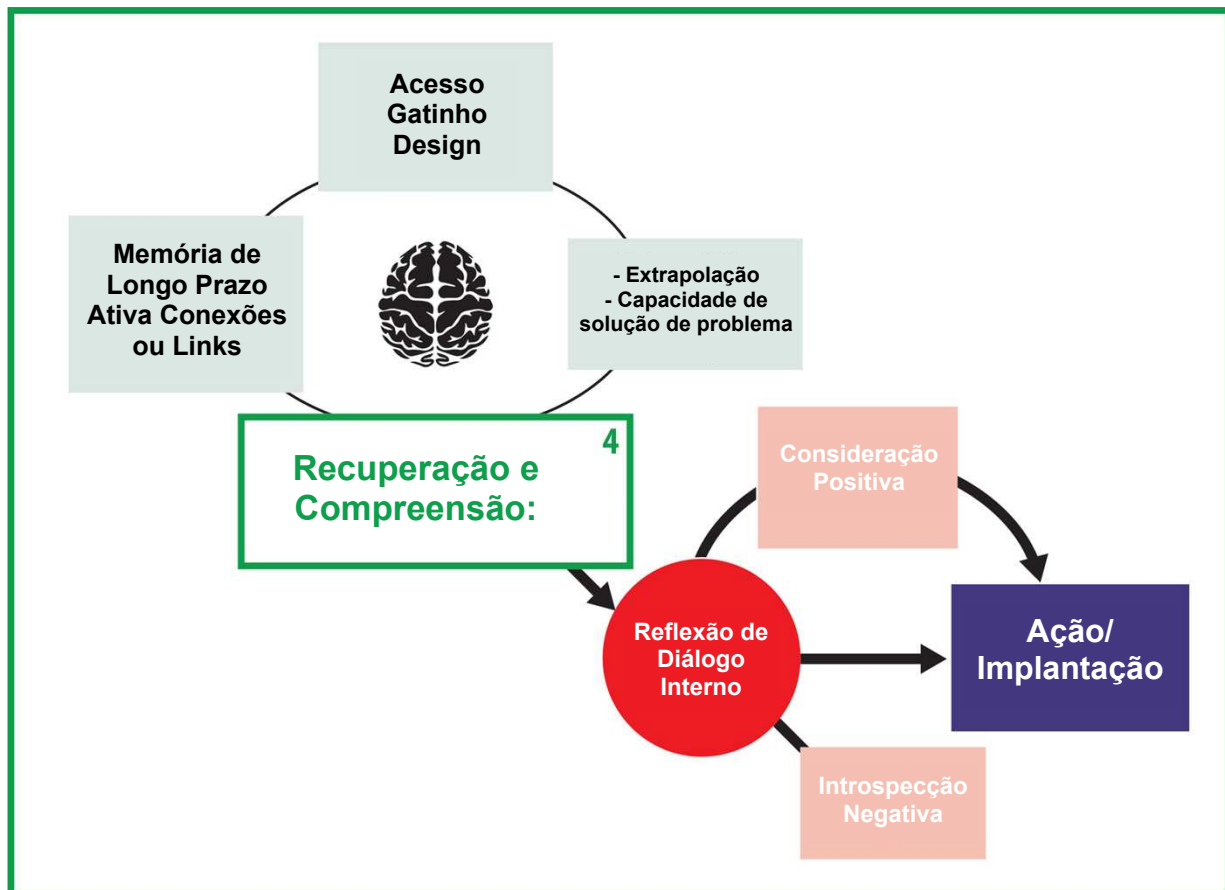 Acesso
Gatinho
Design
Memória de
Longo Prazo
Ativa Conexões
ou Links
- Extrapolação
- Capacidade de
solução de problema
4
Recuperação e
Compreensão:
Consideração
Positiva
Reflexão de
Diálogo
Interno
Ação/
Implantação
Introspecção
Negativa